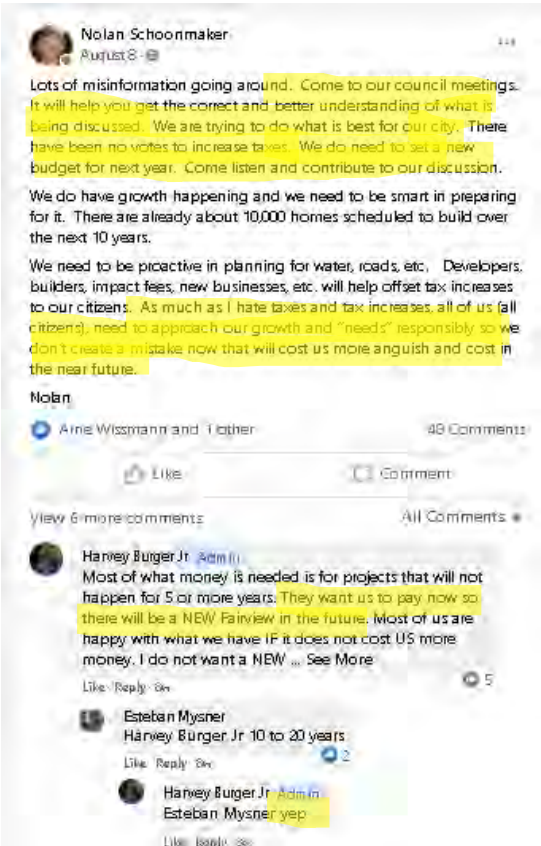 Nolan Schoonmaker
August 8
Lots of misinformation going around. Come to our council meetings.
It will help you get the correct and better understanding of what is
being discussed. We are trying to do what is best for our city. There
have been no votes to increase taxes. We do need to set a new
budget for next year. Come listen and contribute to our discussion.
We do have growth happening and we need to be smart in preparing
for it. There are already about 10,000 homes scheduled to build over
the next 10 years.
We need to be proactive in planning for water, roads, etc. Developers,
builders, impact fees, new businesses, etc. will help offset tax increases
to our citizens. As much as I hate taxes and tax increases, all of us (all
citizens), need to approach our growth and "needs" responsibly so we
don't create a mistake now that will cost us more anguish and cost in
the near future.
Nolan
Arne Wissmann and 1 other
49 Comments
Like
Comment
View 6 more comments
All Comments
Harvey Burger Jr Admin
Most of what money is needed is for projects that will not
happen for 5 or more years. They want us to pay now so
there will be a NEW Fairview in the future. Most of us are
happy with what we have IF it does not cost US more
money. I do not want a NEW ... See More
Like Reply
5
Esteban Mysner
Harvey Burger Jr 10 to 20 years
Like Reply
2
Harvey Burger Jr Admin
Esteban Mysner yep
Like Reply